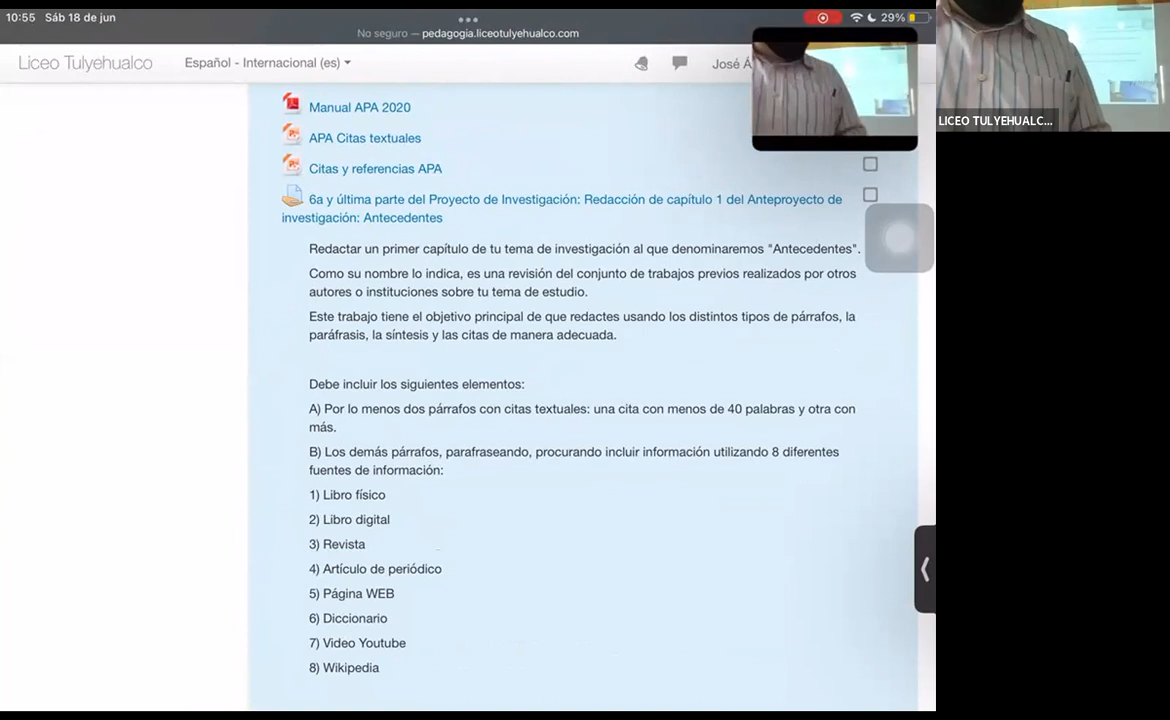 10:55 Sáb 18 de jun
29%
No seguro — pedagogia.liceotulyehualco.com
Liceo Tulyehualco
Español - Internacional (es)
José Á
LICEO TULYEHUALC...
Manual APA 2020
APA Citas textuales
Citas y referencias APA
6a y última parte del Proyecto de Investigación: Redacción de capítulo 1 del Anteproyecto de
investigación: Antecedentes
Redactar un primer capítulo de tu tema de investigación al que denominaremos "Antecedentes".
Como su nombre lo indica, es una revisión del conjunto de trabajos previos realizados por otros
autores o instituciones sobre tu tema de estudio.
Este trabajo tiene el objetivo principal de que redactes usando los distintos tipos de párrafos, la
paráfrasis, la síntesis y las citas de manera adecuada.
Debe incluir los siguientes elementos:
A) Por lo menos dos párrafos con citas textuales: una cita con menos de 40 palabras y otra con
más.
B) Los demás párrafos, parafraseando, procurando incluir información utilizando 8 diferentes
fuentes de información:
1) Libro físico
2) Libro digital
3) Revista
4) Artículo de periódico
5) Página WEB
6) Diccionario
7) Video Youtube
8) Wikipedia